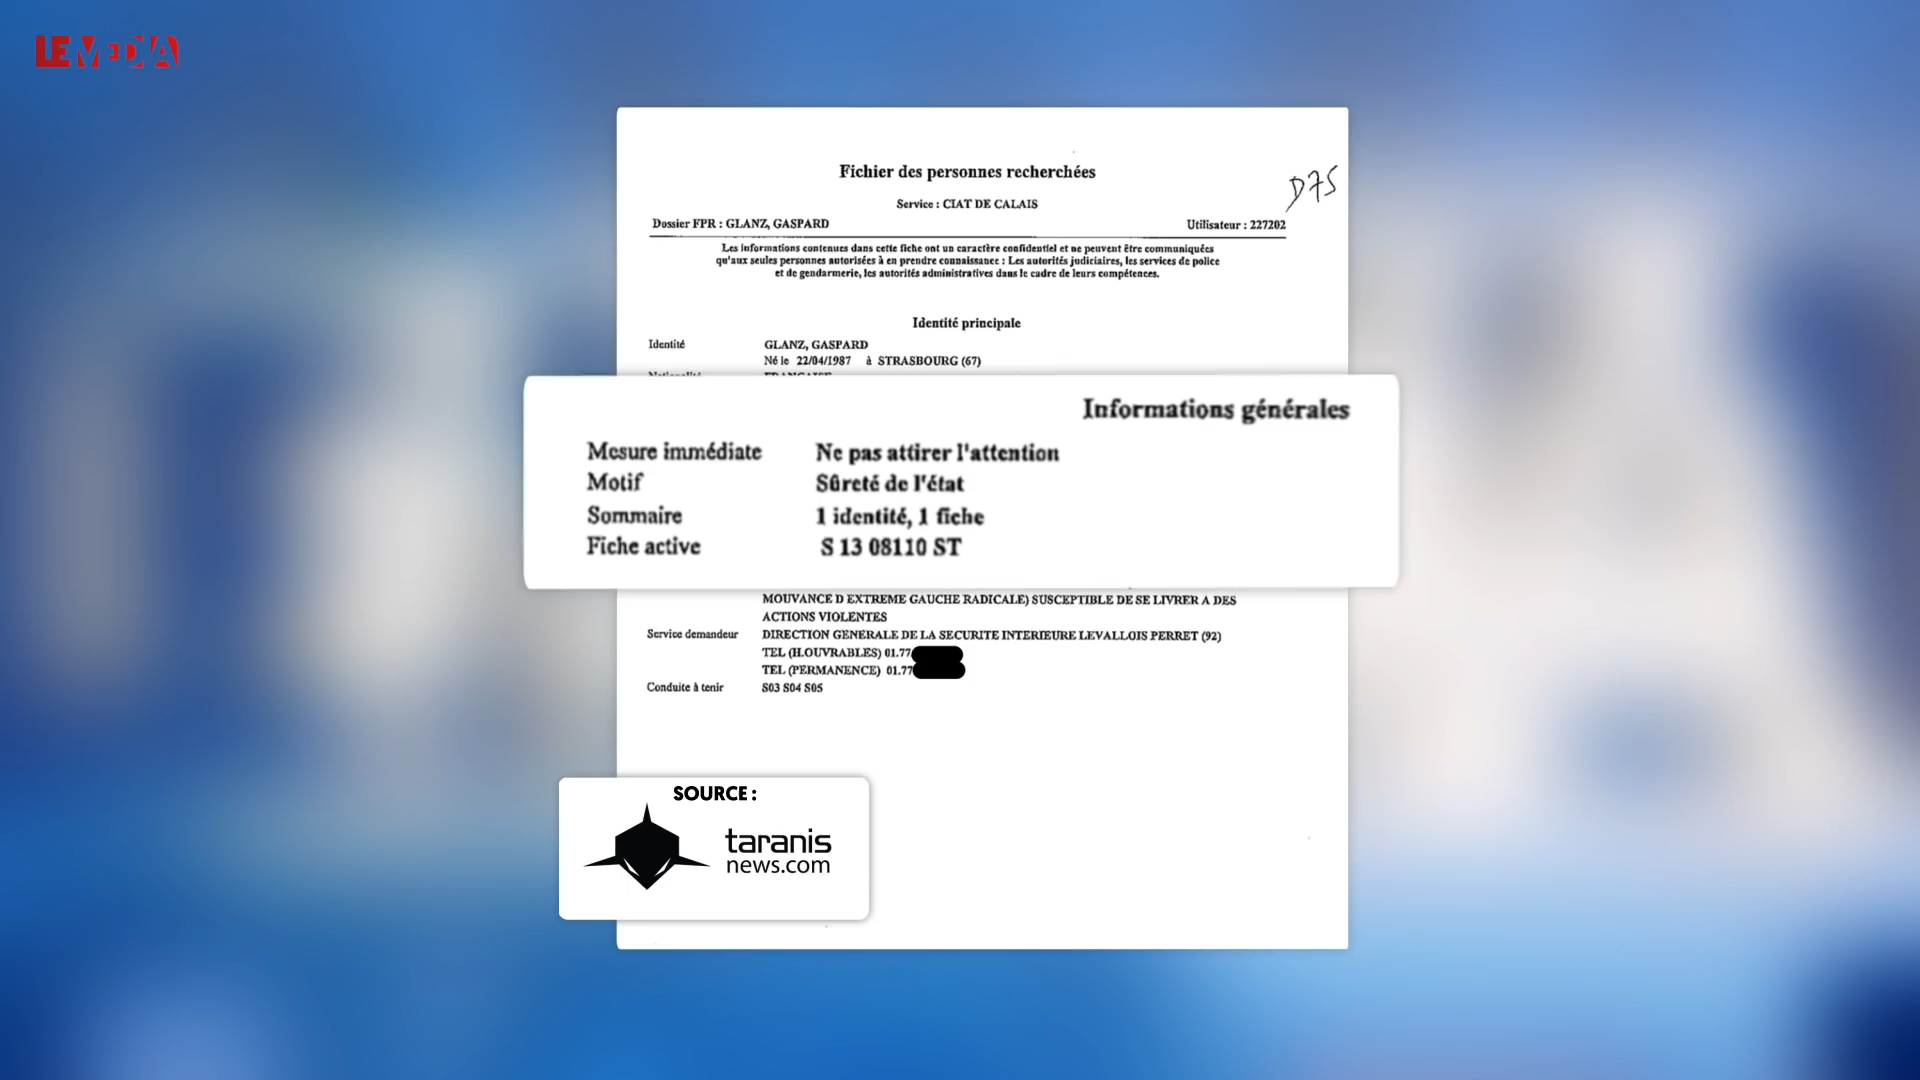 LE MEDIA
Fichier des personnes recherchées
D75
Service : CIAT DE CALAIS
Dossier FPR : GLANZ, GASPARD
Utilisateur : 227202
Les informations contenues dans cette fiche ont un caractère confidentiel et ne peuvent être communiquées
qu'aux seules personnes autorisées à en prendre connaissance : Les autorités judiciaires, les services de police
et de gendarmerie, les autorités administratives dans le cadre de leurs compétences.
Identité principale
Identité GLANZ, GASPARD
Né le 22/04/1987 à STRASBOURG (67)
Informations générales
Mesure immédiate Ne pas attirer l'attention
Motif Sûreté de l'état
Sommaire 1 identité, 1 fiche
Fiche active S 13 08110 ST
MOUVANCE D EXTREME GAUCHE RADICALE) SUSCEPTIBLE DE SE LIVRER A DES
ACTIONS VIOLENTES
Service demandeur DIRECTION GENERALE DE LA SECURITE INTERIEURE LEVALLOIS PERRET (92)
TEL (H.OUVRABLES) 01.77
TEL (PERMANENCE) 01.77
Conduite à tenir S03 S04 S05
SOURCE :
taranis
news.com